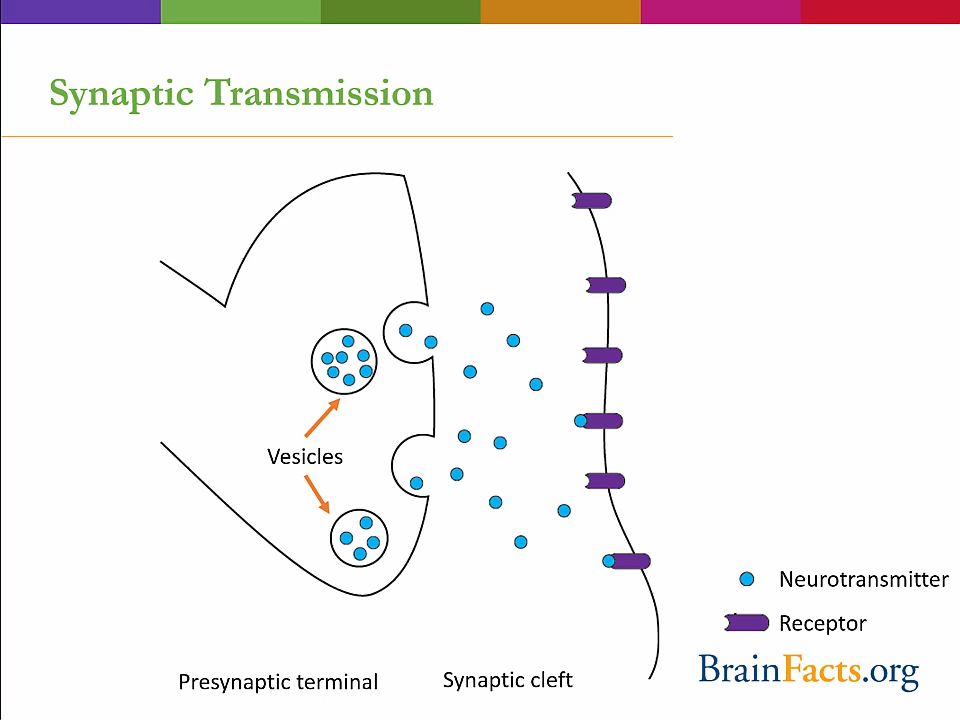 Synaptic Transmission
Vesicles
Neurotransmitter
Receptor
Presynaptic terminal
Synaptic cleft
BrainFacts.org